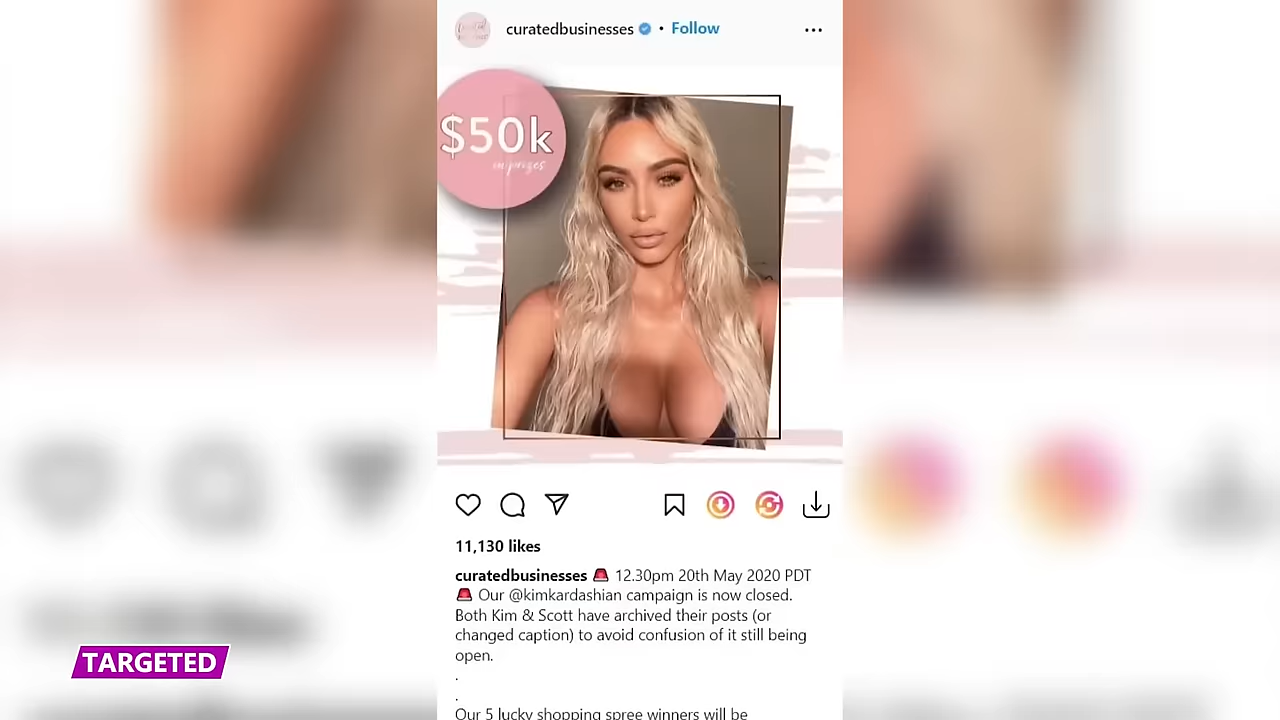 curatedbusinesses • Follow
$50k
in prizes
11,130 likes
curatedbusinesses 🚨 12.30pm 20th May 2020 PDT
🚨 Our @kimkardashian campaign is now closed.
Both Kim & Scott have archived their posts (or
changed caption) to avoid confusion of it still being
open.
.
.
Our 5 lucky shopping spree winners will be
TARGETED